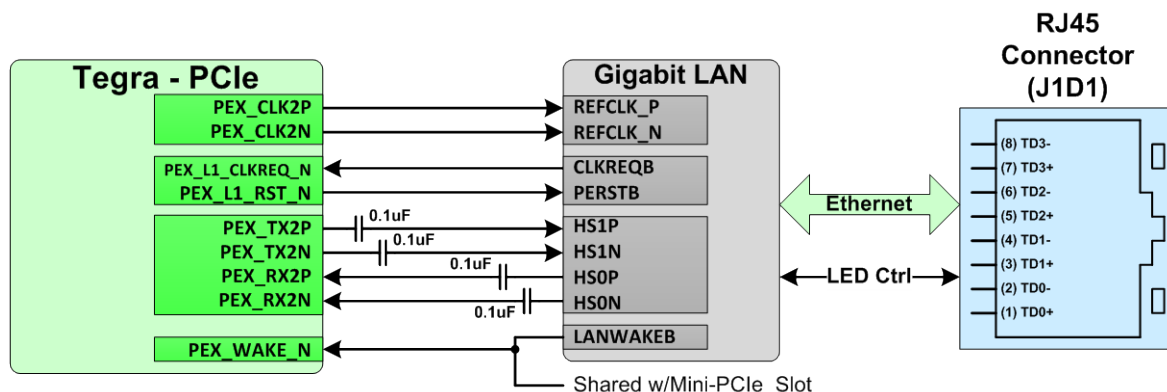 RJ45
Connector
(J1D1)
Tegra - PCIe
Gigabit LAN
PEX_CLK2P
REFCLK_P
PEX_CLK2N
REFCLK_N
PEX_L1_CLKREQ_N
CLKREQB
PEX_L1_RST_N
PERSTB
PEX_TX2P
0.1uF
HS1P
PEX_TX2N
0.1uF
HS1N
PEX_RX2P
0.1uF
HS0P
PEX_RX2N
0.1uF
HS0N
PEX_WAKE_N
LANWAKEB
Shared w/Mini-PCIe Slot
Ethernet
LED Ctrl
(8) TD3-
(7) TD3+
(6) TD2-
(5) TD2+
(4) TD1-
(3) TD1+
(2) TD0-
(1) TD0+